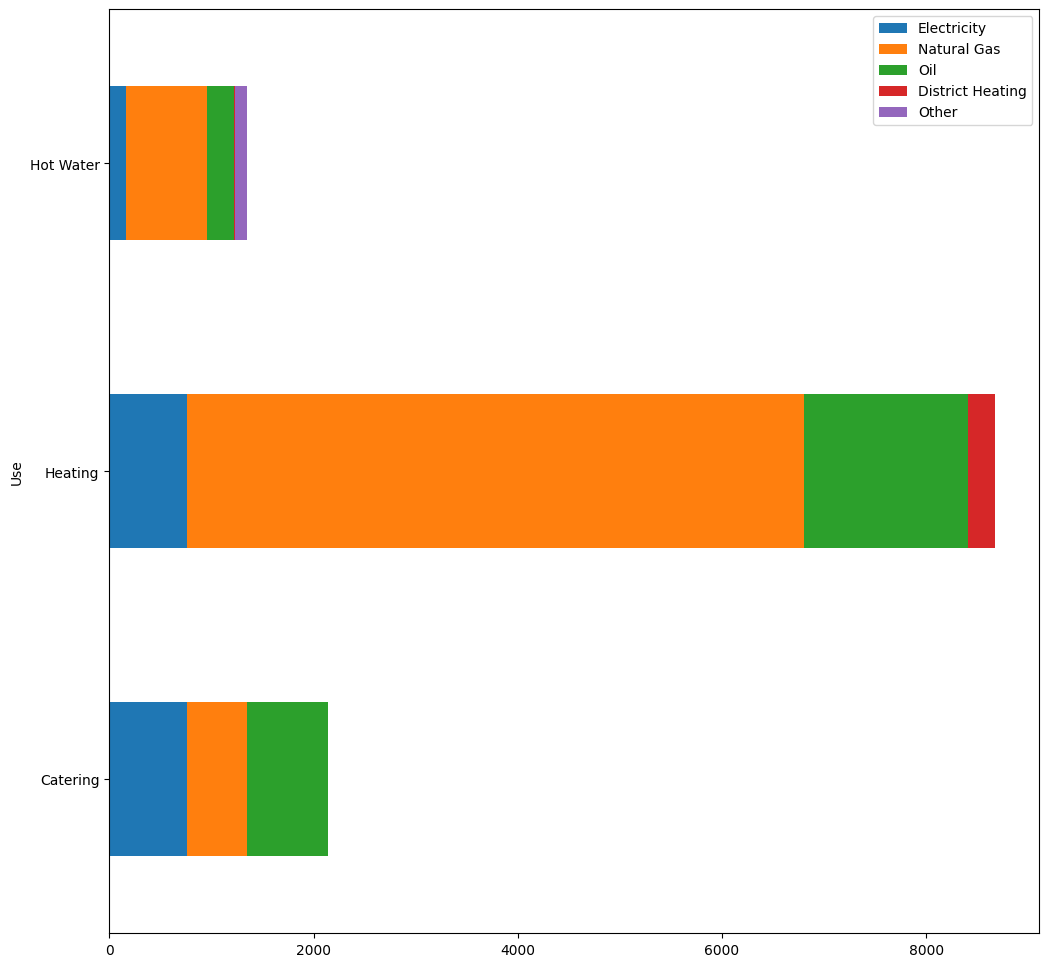 Electricity
Natural Gas
Oil
District Heating
Other
Hot Water
Heating
Catering
Use
0
2000
4000
6000
8000